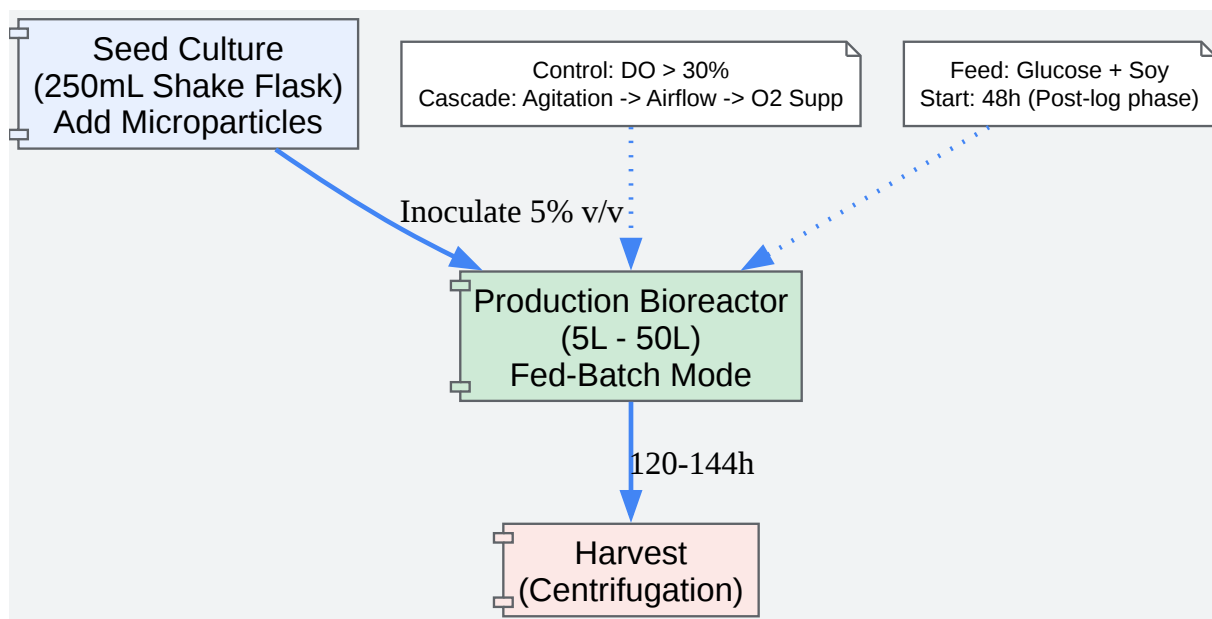 Seed Culture
(250mL Shake Flask)
Add Microparticles
Control: DO > 30%
Cascade: Agitation -> Airflow -> O2 Supp
Feed: Glucose + Soy
Start: 48h (Post-log phase)
Inoculate 5% v/v
Production Bioreactor
(5L - 50L)
Fed-Batch Mode
120-144h
Harvest
(Centrifugation)